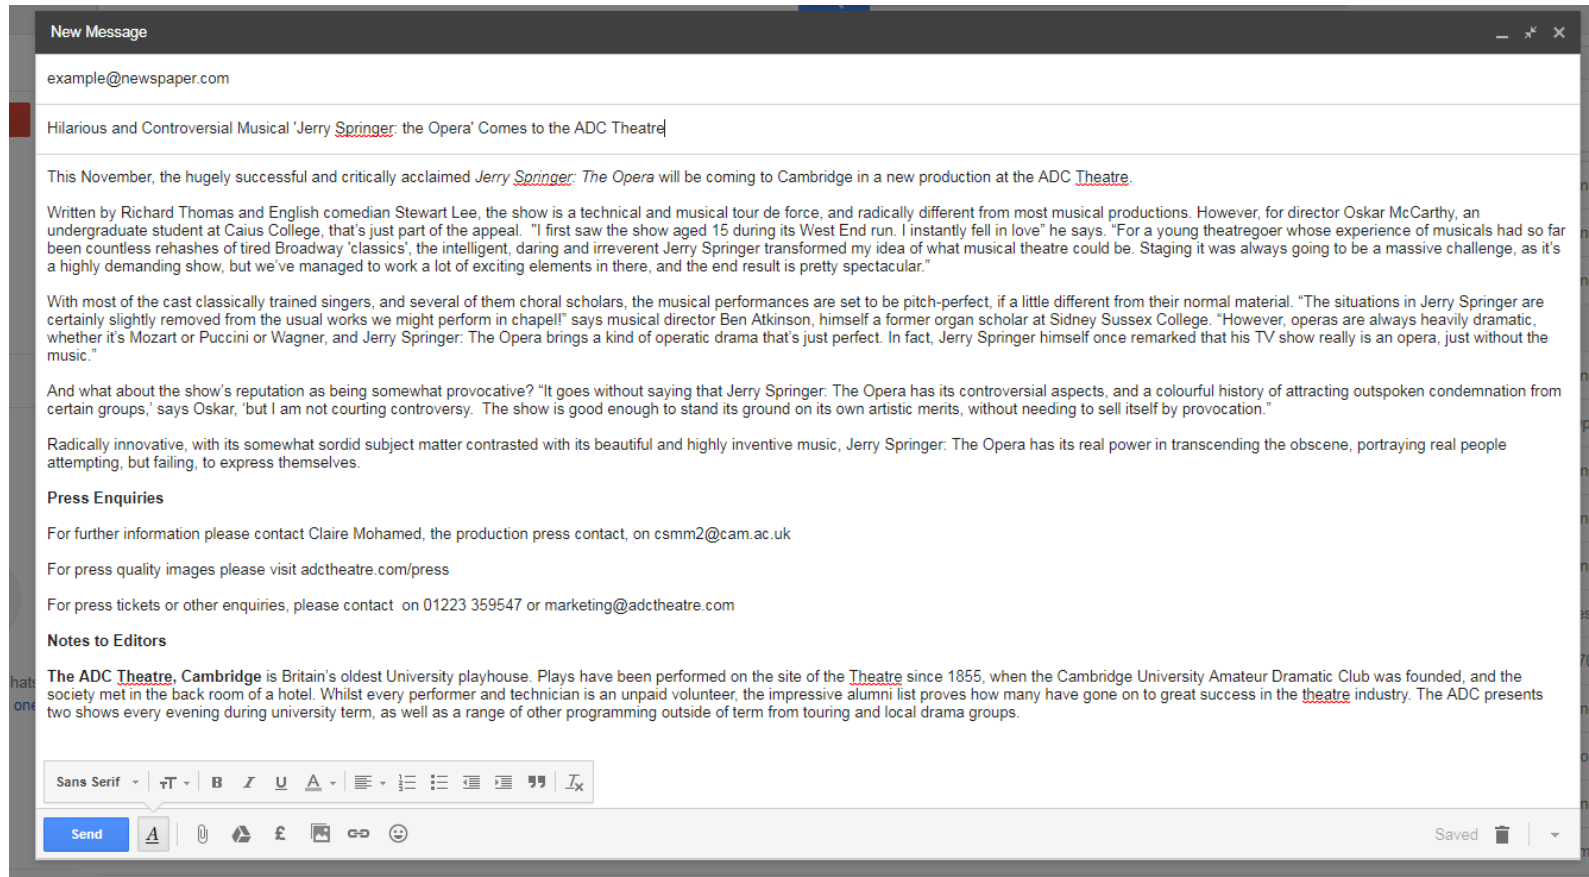 New Message
example@newspaper.com
Hilarious and Controversial Musical 'Jerry Springer: the Opera' Comes to the ADC Theatre
This November, the hugely successful and critically acclaimed Jerry Springer: The Opera will be coming to Cambridge in a new production at the ADC Theatre.
Written by Richard Thomas and English comedian Stewart Lee, the show is a technical and musical tour de force, and radically different from most musical productions. However, for director Oskar McCarthy, an
undergraduate student at Caius College, that’s just part of the appeal.  "I first saw the show aged 15 during its West End run. I instantly fell in love” he says. “For a young theatregoer whose experience of musicals had so far
been countless rehashes of tired Broadway 'classics', the intelligent, daring and irreverent Jerry Springer transformed my idea of what musical theatre could be. Staging it was always going to be a massive challenge, as it’s
a highly demanding show, but we’ve managed to work a lot of exciting elements in there, and the end result is pretty spectacular.”
With most of the cast classically trained singers, and several of them choral scholars, the musical performances are set to be pitch-perfect, if a little different from their normal material. “The situations in Jerry Springer are
certainly slightly removed from the usual works we might perform in chapel!” says musical director Ben Atkinson, himself a former organ scholar at Sidney Sussex College. “However, operas are always heavily dramatic,
whether it’s Mozart or Puccini or Wagner, and Jerry Springer: The Opera brings a kind of operatic drama that’s just perfect. In fact, Jerry Springer himself once remarked that his TV show really is an opera, just without the
music.”
And what about the show’s reputation as being somewhat provocative? “It goes without saying that Jerry Springer: The Opera has its controversial aspects, and a colourful history of attracting outspoken condemnation from
certain groups,’ says Oskar, ‘but I am not courting controversy.  The show is good enough to stand its ground on its own artistic merits, without needing to sell itself by provocation.”
Radically innovative, with its somewhat sordid subject matter contrasted with its beautiful and highly inventive music, Jerry Springer: The Opera has its real power in transcending the obscene, portraying real people
attempting, but failing, to express themselves.
Press Enquiries
For further information please contact Claire Mohamed, the production press contact, on csmm2@cam.ac.uk
For press quality images please visit adctheatre.com/press
For press tickets or other enquiries, please contact  on 01223 359547 or marketing@adctheatre.com
Notes to Editors
The ADC Theatre, Cambridge is Britain’s oldest University playhouse. Plays have been performed on the site of the Theatre since 1855, when the Cambridge University Amateur Dramatic Club was founded, and the
society met in the back room of a hotel. Whilst every performer and technician is an unpaid volunteer, the impressive alumni list proves how many have gone on to great success in the theatre industry. The ADC presents
two shows every evening during university term, as well as a range of other programming outside of term from touring and local drama groups.
Sans Serif
Send
Saved